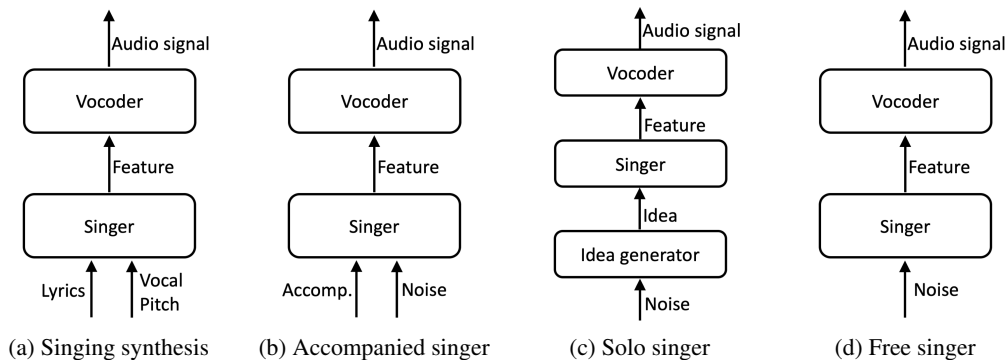 Audio signal
Vocoder
Feature
Singer
Lyrics
Vocal
Pitch
(a) Singing synthesis
Audio signal
Vocoder
Feature
Singer
Accomp.
Noise
(b) Accompanied singer
Audio signal
Vocoder
Feature
Singer
Idea
Idea generator
Noise
(c) Solo singer
Audio signal
Vocoder
Feature
Singer
Noise
(d) Free singer